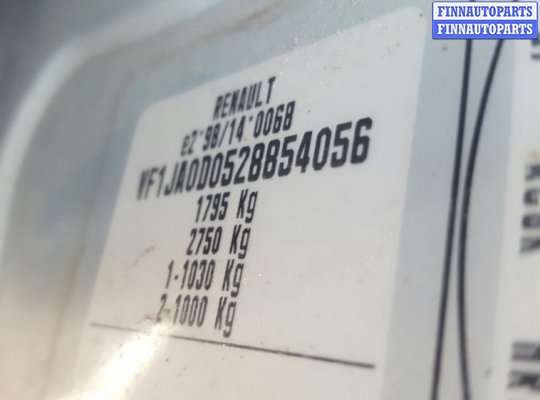 FINNAUTOPARTS
FINNAUTOPARTS
RENAULT
e2*98/14*0068
VF1JA0D0528854056
1795 Kg
2750 Kg
1-1030 Kg
2-1000 Kg